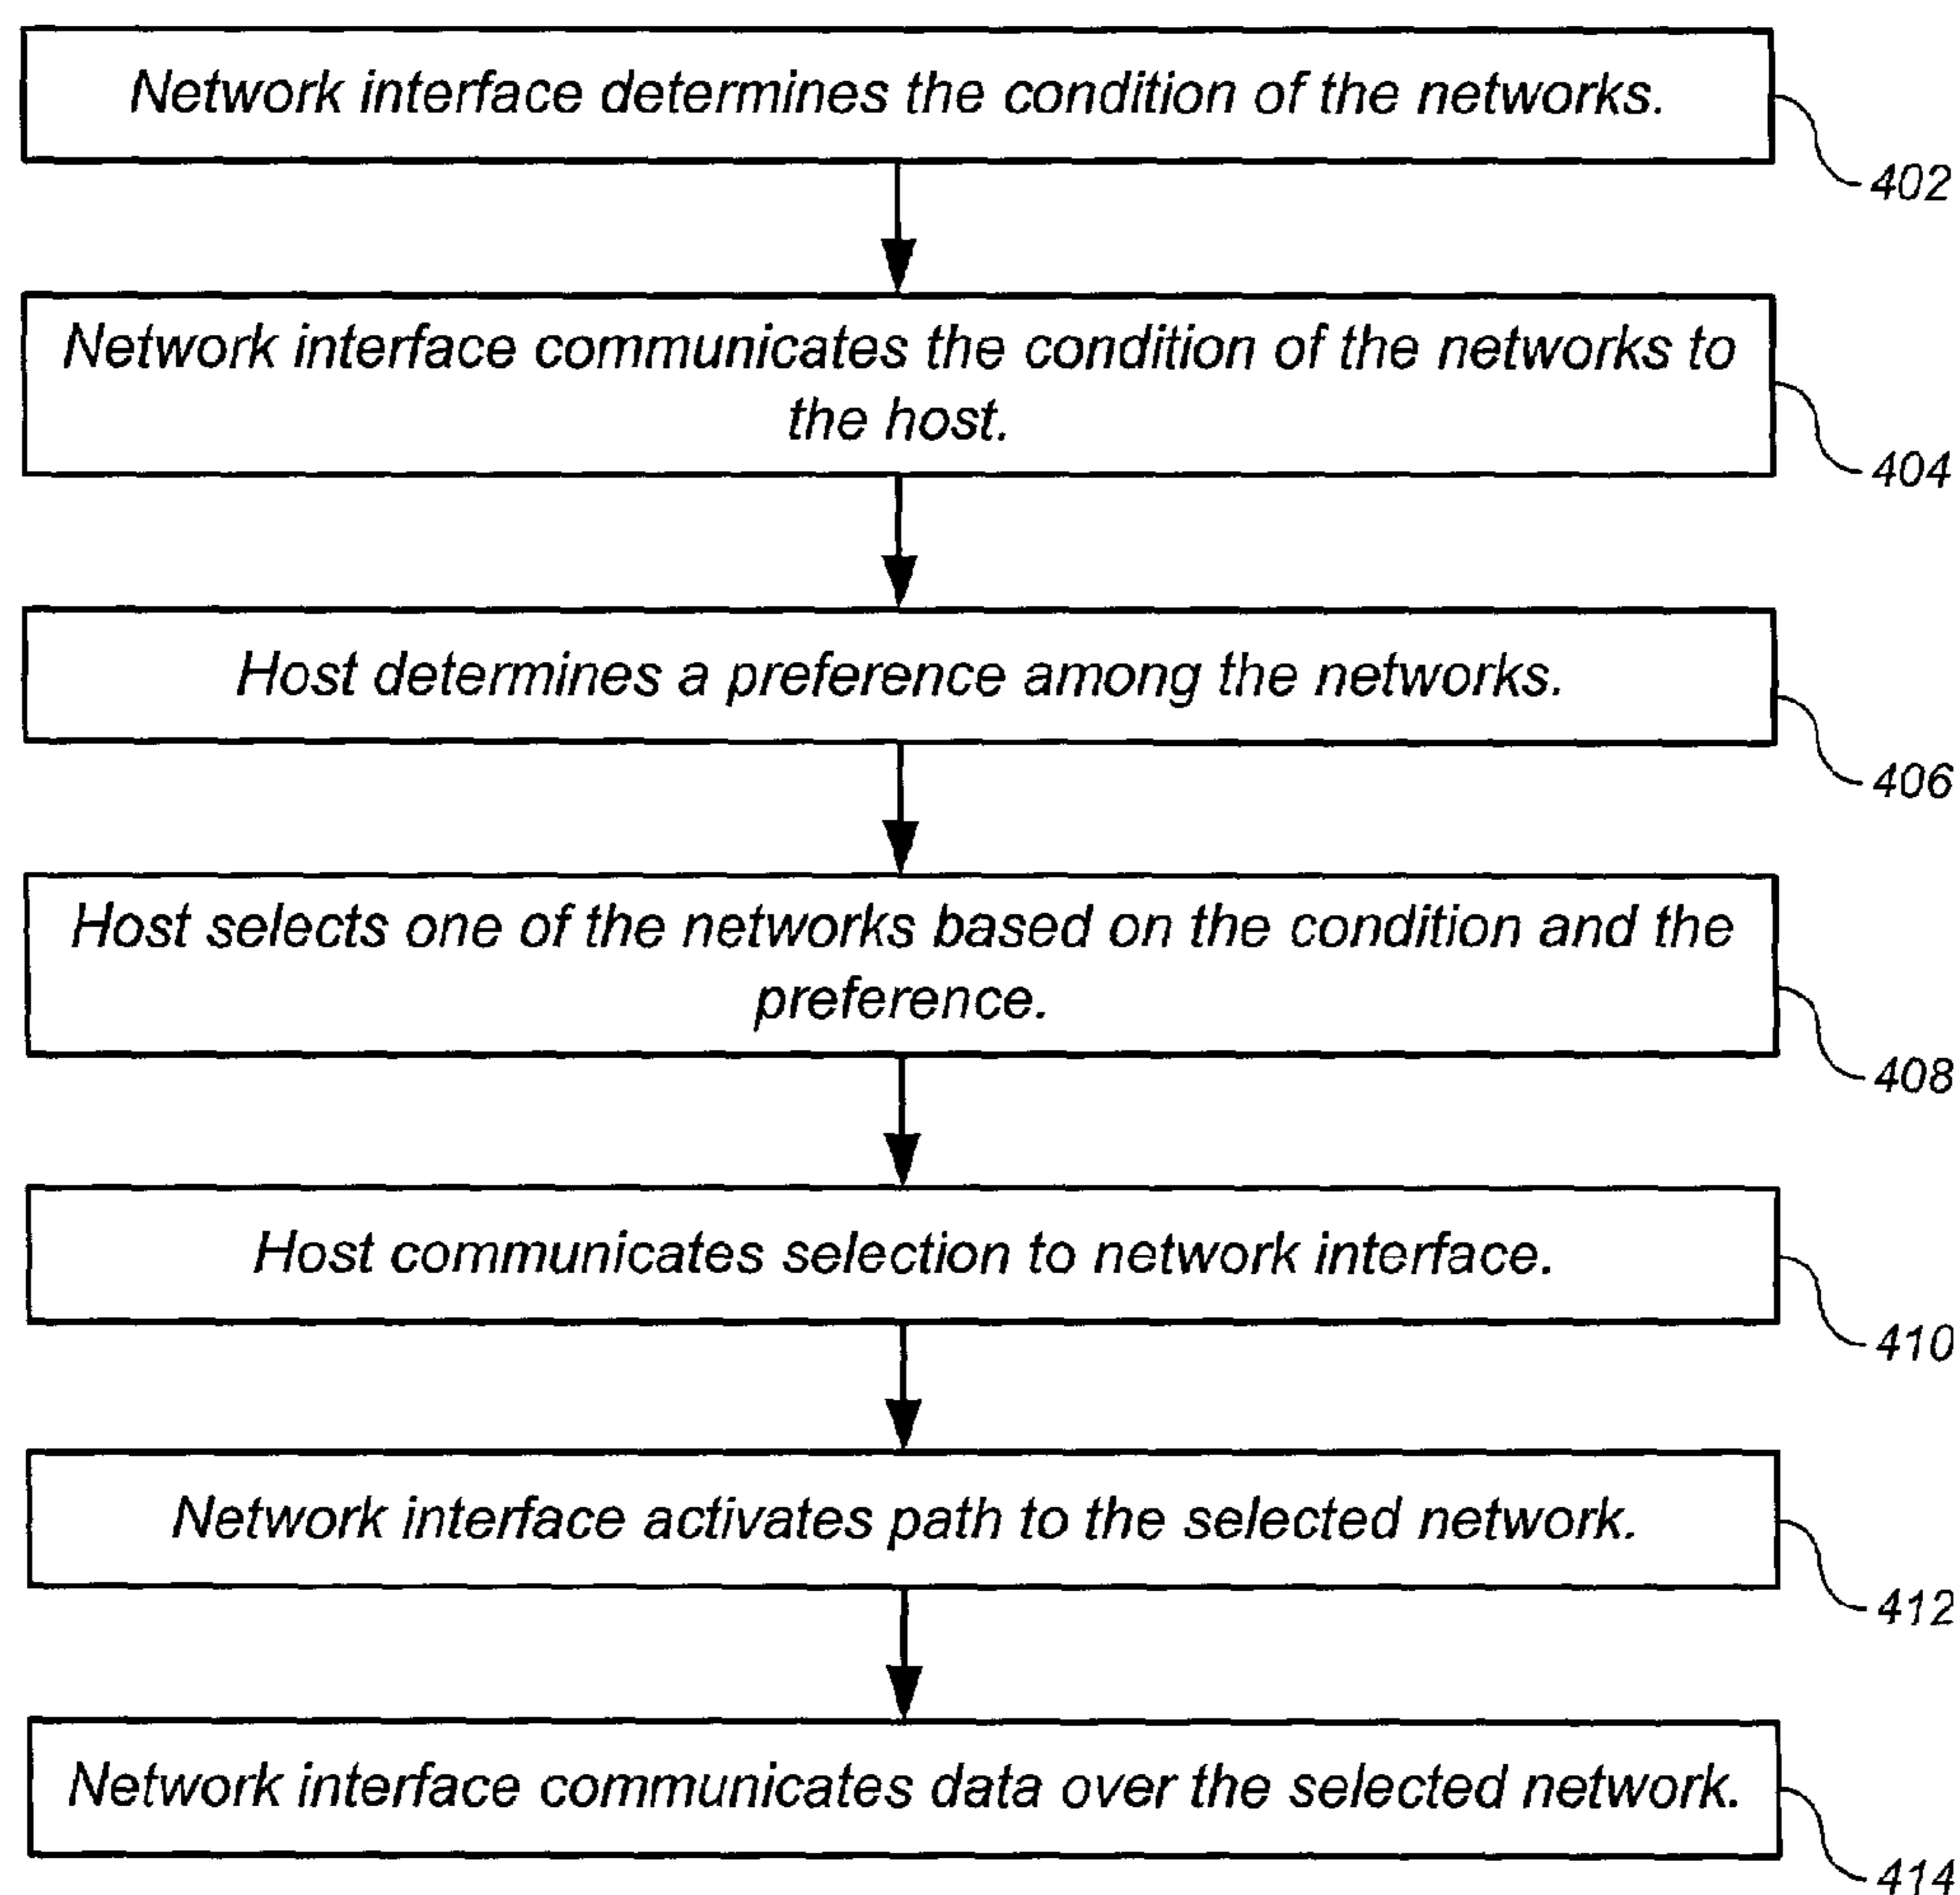 Network interface determines the condition of the networks.
402
Network interface communicates the condition of the networks to
the host.
404
Host determines a preference among the networks.
406
Host selects one of the networks based on the condition and the
preference.
408
Host communicates selection to network interface.
410
Network interface activates path to the selected network.
412
Network interface communicates data over the selected network.
414